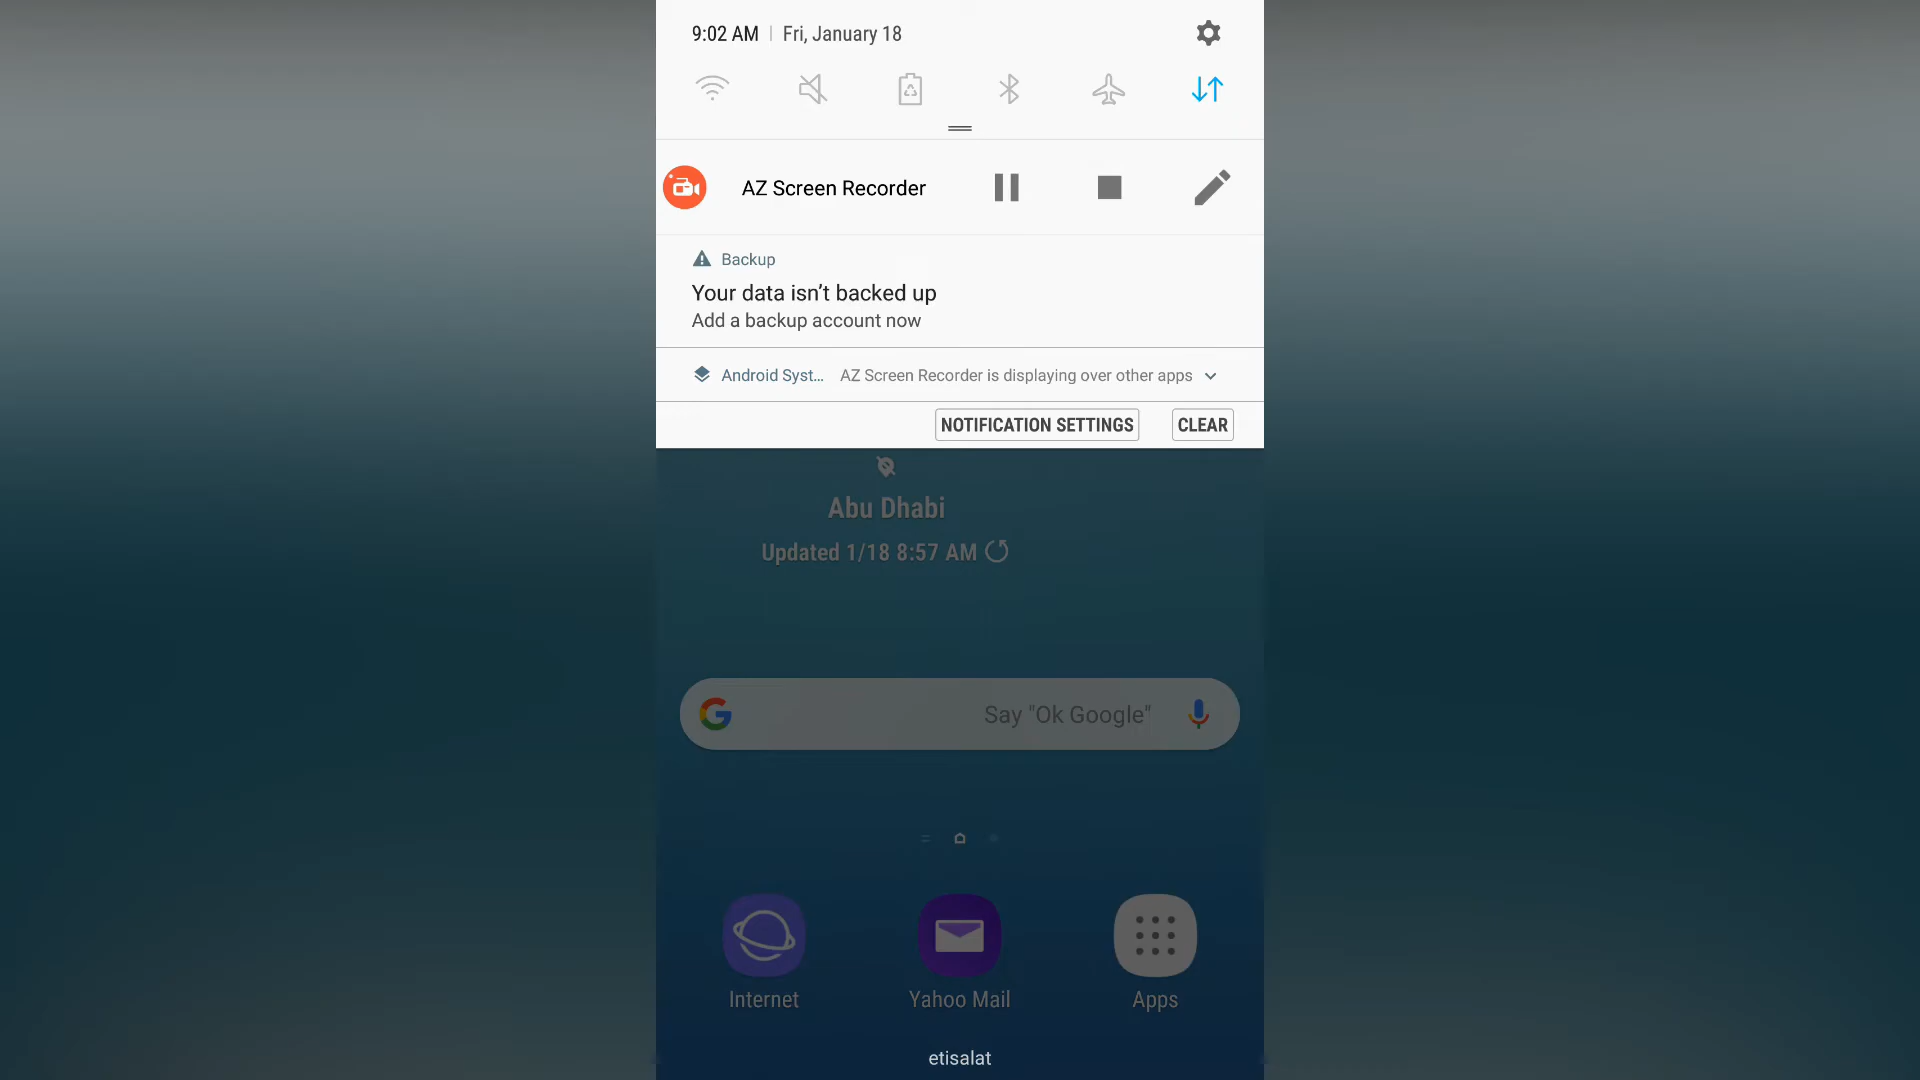 9:02 AM | Fri, January 18
AZ Screen Recorder
Backup
Your data isn’t backed up
Add a backup account now
Android Syst… AZ Screen Recorder is displaying over other apps
NOTIFICATION SETTINGS CLEAR
Abu Dhabi
Updated 1/18 8:57 AM
Say "Ok Google"
Internet Yahoo Mail Apps
etisalat